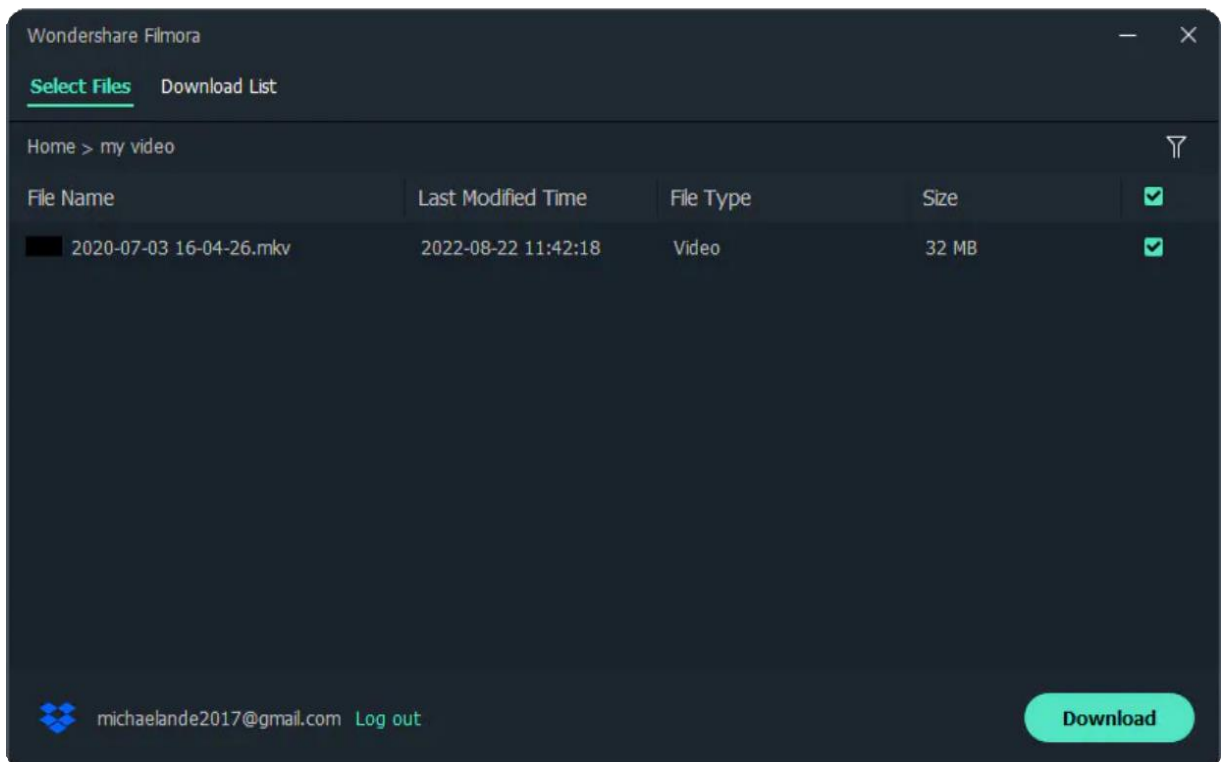 Wondershare Filmora
Select Files Download List
Home > my video
File Name Last Modified Time File Type Size
2020-07-03 16-04-26.mkv 2022-08-22 11:42:18 Video 32 MB
michaelande2017@gmail.com Log out Download